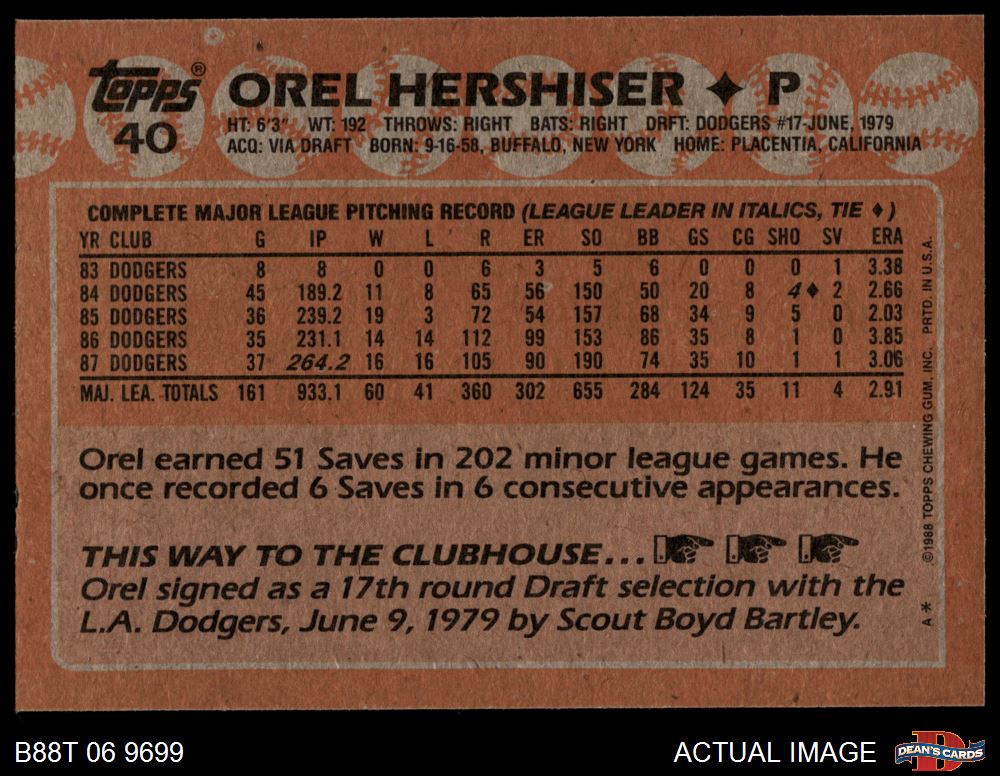 Topps® OREL HERSHISER ♦ P
40 HT: 6'3" WT: 192 THROWS: RIGHT BATS: RIGHT DRFT: DODGERS #17-JUNE, 1979
ACQ: VIA DRAFT BORN: 9-16-58, BUFFALO, NEW YORK HOME: PLACENTIA, CALIFORNIA
COMPLETE MAJOR LEAGUE PITCHING RECORD (LEAGUE LEADER IN ITALICS, TIE ♦)
YR CLUB G IP W L R ER SO BB GS CG SHO SV ERA
83 DODGERS 8 8 0 0 6 3 5 6 0 0 0 1 3.38
84 DODGERS 45 189.2 11 8 65 56 150 50 20 8 4♦ 2 2.66
85 DODGERS 36 239.2 19 3 72 54 157 68 34 9 5 0 2.03
86 DODGERS 35 231.1 14 14 112 99 153 86 35 8 1 0 3.85
87 DODGERS 37 264.2 16 16 105 90 190 74 35 10 1 1 3.06
MAJ. LEA. TOTALS 161 933.1 60 41 360 302 655 284 124 35 11 4 2.91
Orel earned 51 Saves in 202 minor league games. He
once recorded 6 Saves in 6 consecutive appearances.
THIS WAY TO THE CLUBHOUSE...
Orel signed as a 17th round Draft selection with the
L.A. Dodgers, June 9, 1979 by Scout Boyd Bartley.
A* ©1988 TOPPS CHEWING GUM, INC. PRTD. IN U.S.A.
B88T 06 9699 ACTUAL IMAGE DEAN'S CARDS